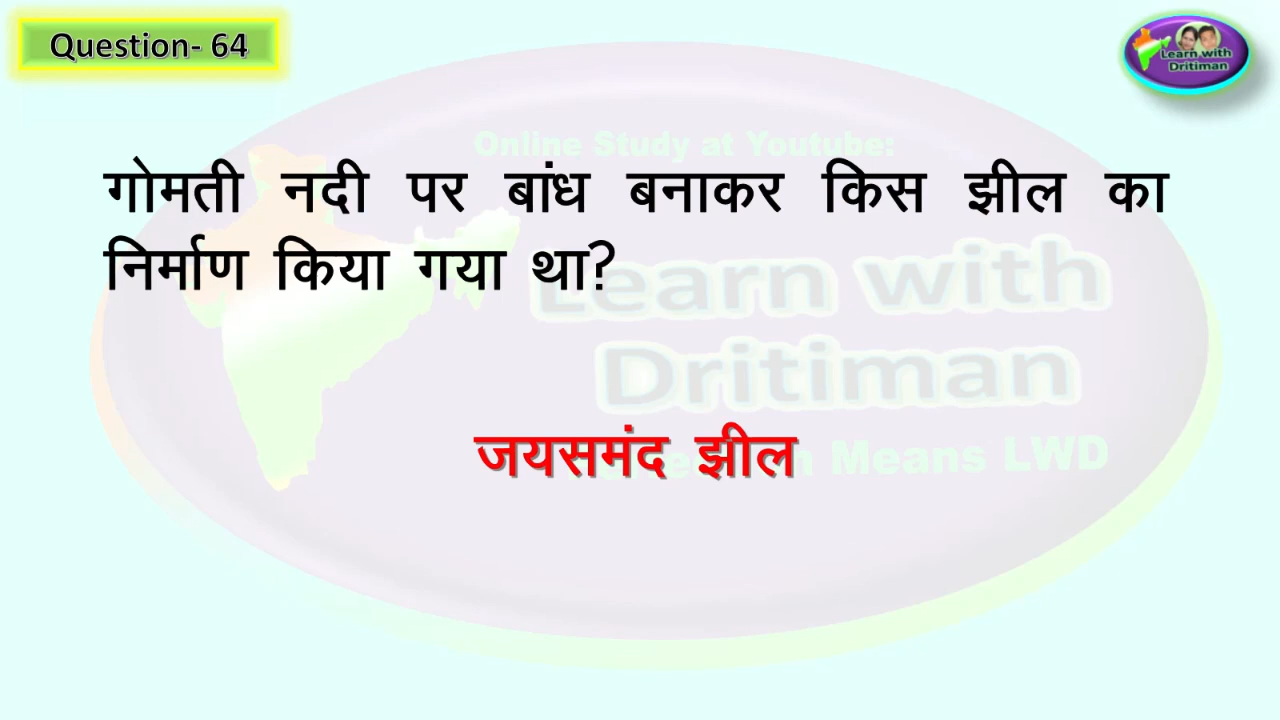 Question- 64
Learn with
Dritiman
Online Study at Youtube:
गोमती नदी पर बांध बनाकर किस झील का
निर्माण किया गया था?
Learn with
Dritiman
जयसमंद झील
Means LWD